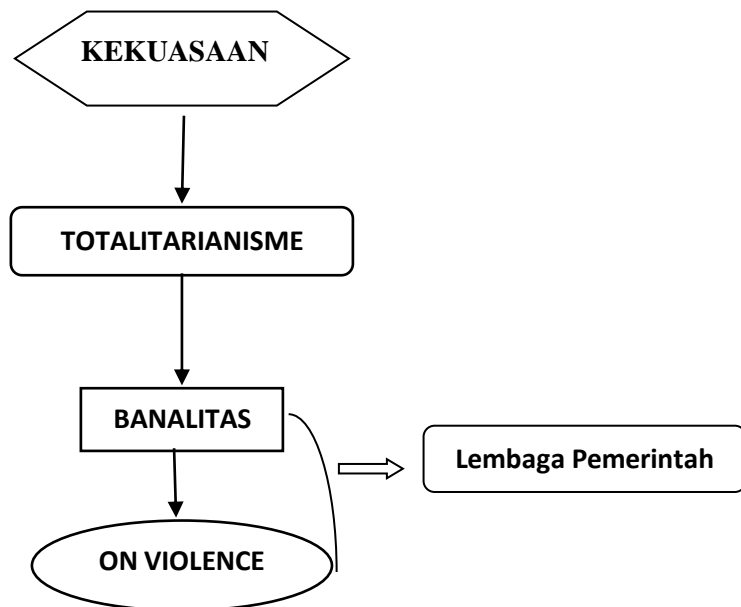 KEKUASAAN
TOTALITARIANISME
BANALITAS
Lembaga Pemerintah
ON VIOLENCE